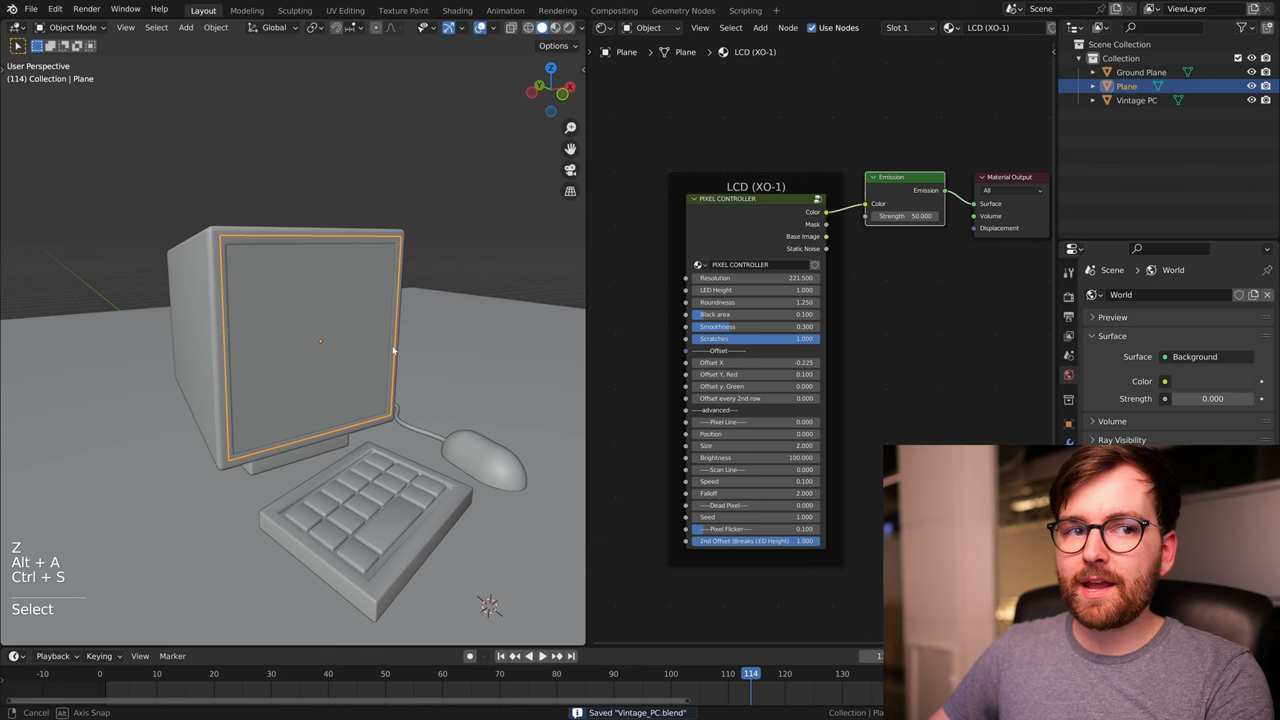 File Edit Render Window Help Layout Modeling Sculpting UV Editing Texture Paint Shading Animation Rendering Compositing Geometry Nodes Scripting Scene ViewLayer
Object Mode View Select Add Object Global Object View Select Add Node Use Nodes Slot 1 LCD (XO-1)
Options
User Perspective
(114) Collection | Plane
Z
Y
X
Plane Plane LCD (XO-1)
Scene Collection
Collection
Ground Plane
Plane
Vintage PC
LCD (XO-1)
PIXEL CONTROLLER
Color
Mask
Base Image
Static Noise
PIXEL CONTROLLER
Resolution 221.500
LED Height 1.000
Roundnesss 1.250
Black area 0.100
Smoothness 0.300
Scratches 1.000
-------Offset-------
Offset X -0.225
Offset Y, Red 0.100
Offset y, Green 0.000
Offset every 2nd row 0.000
----advanced----
----Pixel Line---- 0.000
Position 0.000
Size 2.000
Brightness 100.000
----Scan Line---- 0.000
Speed 0.100
Falloff 2.000
----Dead Pixel---- 0.000
Seed 1.000
----Pixel Flicker---- 0.100
2nd Offset (Breaks LED Height) 1.000
Emission
Emission
Color
Strength 50.000
Material Output
All
Surface
Volume
Displacement
Scene World
World
Preview
Surface
Surface Background
Color
Strength 0.000
Volume
Ray Visibility
Z
Alt + A
Ctrl + S
Select
Playback Keying View Marker
-10 0 10 20 30 40 50 60 70 80 90 100 110 114 120 130
Cancel Axis Snap Saved "Vintage_PC.blend" Collection | Plan